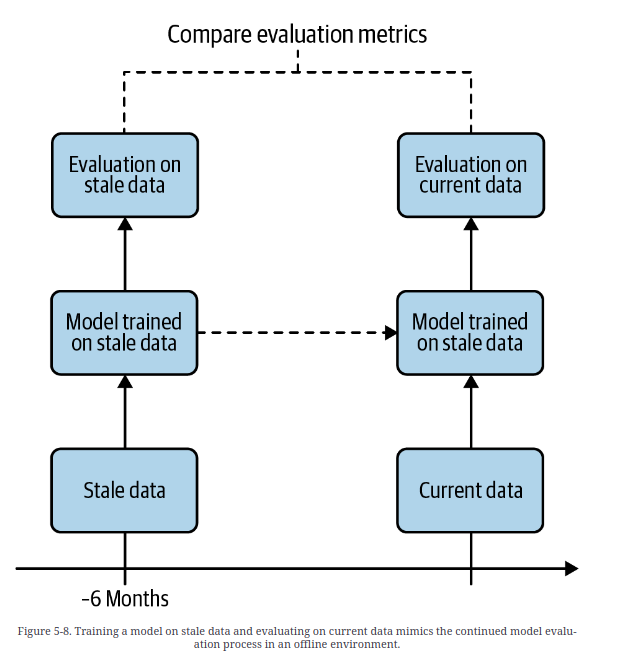 Compare evaluation metrics
Evaluation on
stale data
Evaluation on
current data
Model trained
on stale data
Model trained
on stale data
Stale data
Current data
–6 Months
Figure 5-8. Training a model on stale data and evaluating on current data mimics the continued model evalu-
ation process in an offline environment.